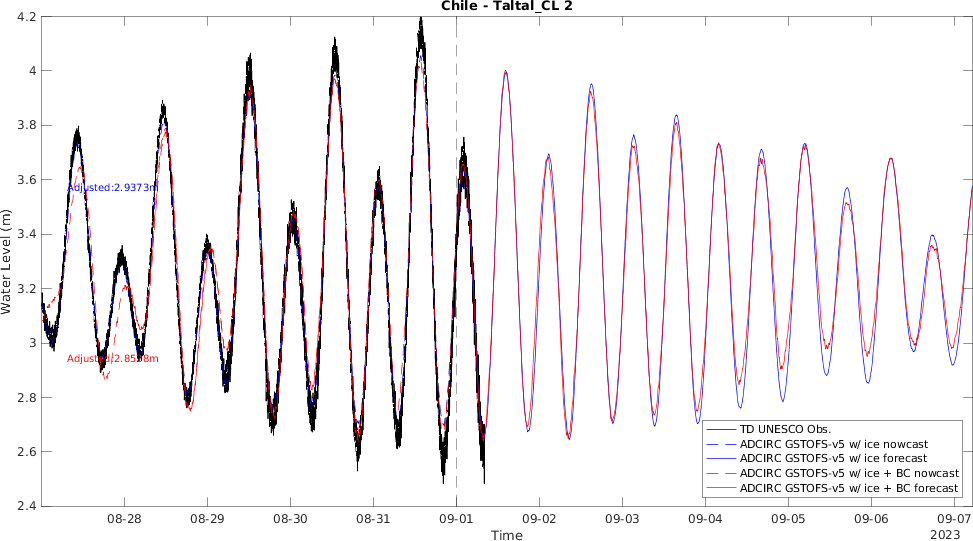 Chile - Taltal_CL 2
4.2
4
3.8
3.6
3.4
3.2
3
2.8
2.6
2.4
Water Level (m)
Adjusted:2.9373m
Adjusted:2.8558m
TD UNESCO Obs.
ADCIRC GSTOFS-v5 w/ ice nowcast
ADCIRC GSTOFS-v5 w/ ice forecast
ADCIRC GSTOFS-v5 w/ ice + BC nowcast
ADCIRC GSTOFS-v5 w/ ice + BC forecast
08-28 08-29 08-30 08-31 09-01 09-02 09-03 09-04 09-05 09-06 09-07
Time
2023